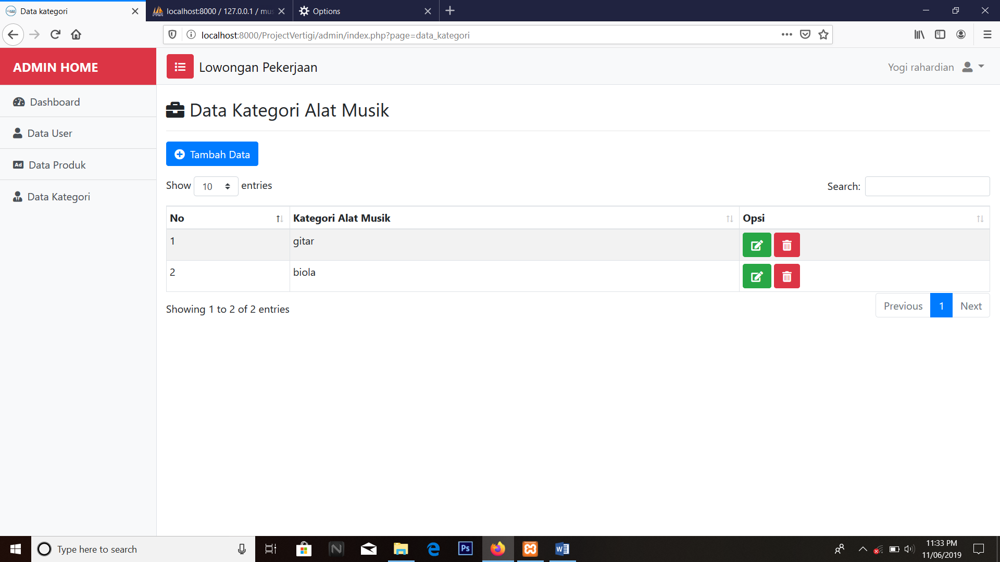 Data kategori
localhost:8000 / 127.0.0.1 / mus
Options
localhost:8000/ProjectVertigi/admin/index.php?page=data_kategori
ADMIN HOME
Lowongan Pekerjaan
Yogi rahardian
Dashboard
Data User
Ad Data Produk
Data Kategori
Data Kategori Alat Musik
Tambah Data
Show 10 entries
Search:
No Kategori Alat Musik Opsi
1 gitar
2 biola
Showing 1 to 2 of 2 entries
Previous 1 Next
Type here to search
Ps
11:33 PM
11/06/2019